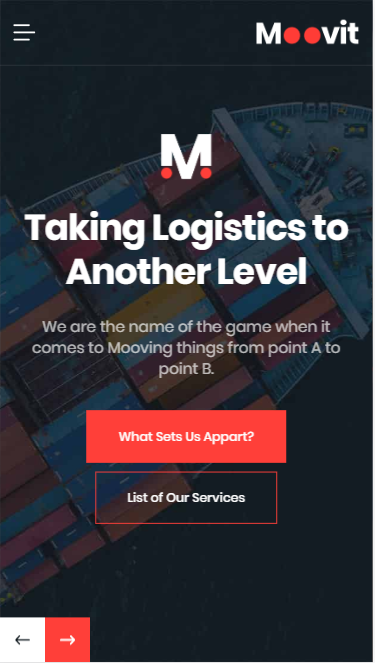 Moovit
M
Taking Logistics to
Another Level
We are the name of the game when it
comes to Mooving things from point A to
point B.
What Sets Us Appart?
List of Our Services